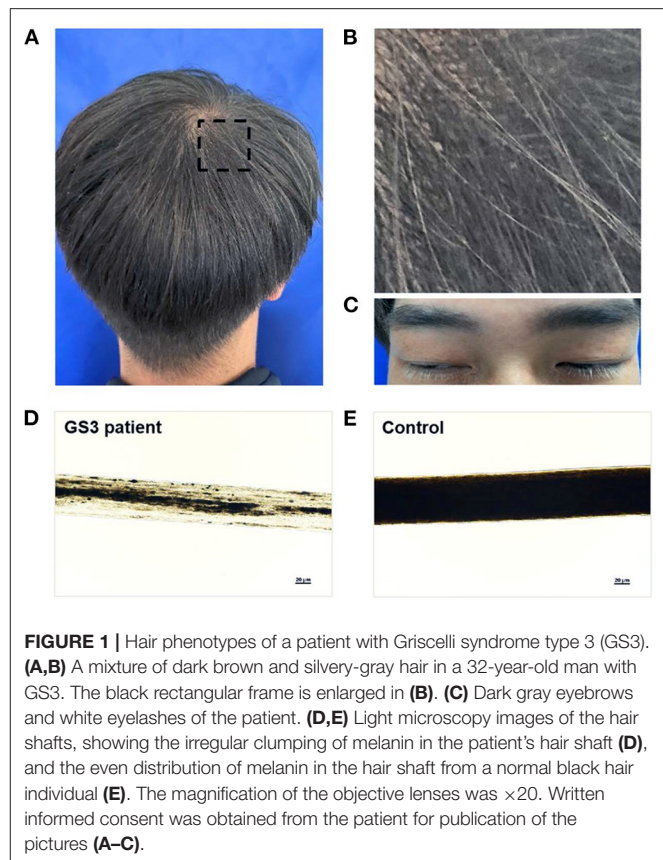 A
B
C
D
GS3 patient
20 µm
E
Control
20 µm
FIGURE 1 | Hair phenotypes of a patient with Griscelli syndrome type 3 (GS3).
(A,B) A mixture of dark brown and silvery-gray hair in a 32-year-old man with
GS3. The black rectangular frame is enlarged in (B). (C) Dark gray eyebrows
and white eyelashes of the patient. (D,E) Light microscopy images of the hair
shafts, showing the irregular clumping of melanin in the patient's hair shaft (D),
and the even distribution of melanin in the hair shaft from a normal black hair
individual (E). The magnification of the objective lenses was ×20. Written
informed consent was obtained from the patient for publication of the
pictures (A–C).